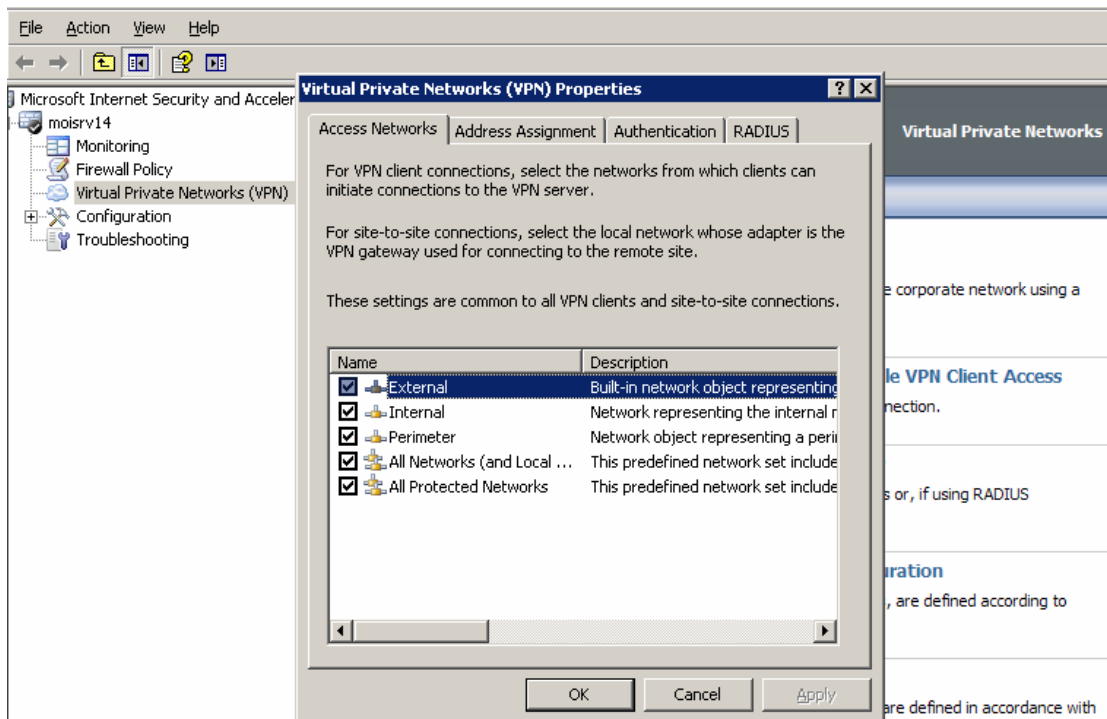 File Action View Help
Microsoft Internet Security and Acceler
moisrv14
Monitoring
Firewall Policy
Virtual Private Networks (VPN)
Configuration
Troubleshooting
Virtual Private Networks (VPN) Properties
Access Networks Address Assignment Authentication RADIUS
For VPN client connections, select the networks from which clients can
initiate connections to the VPN server.
For site-to-site connections, select the local network whose adapter is the
VPN gateway used for connecting to the remote site.
These settings are common to all VPN clients and site-to-site connections.
Name Description
External Built-in network object representing
Internal Network representing the internal r
Perimeter Network object representing a peri
All Networks (and Local ... This predefined network set include
All Protected Networks This predefined network set include
OK Cancel Apply
Virtual Private Networks
e corporate network using a
le VPN Client Access
nection.
s or, if using RADIUS
uration
, are defined according to
are defined in accordance with